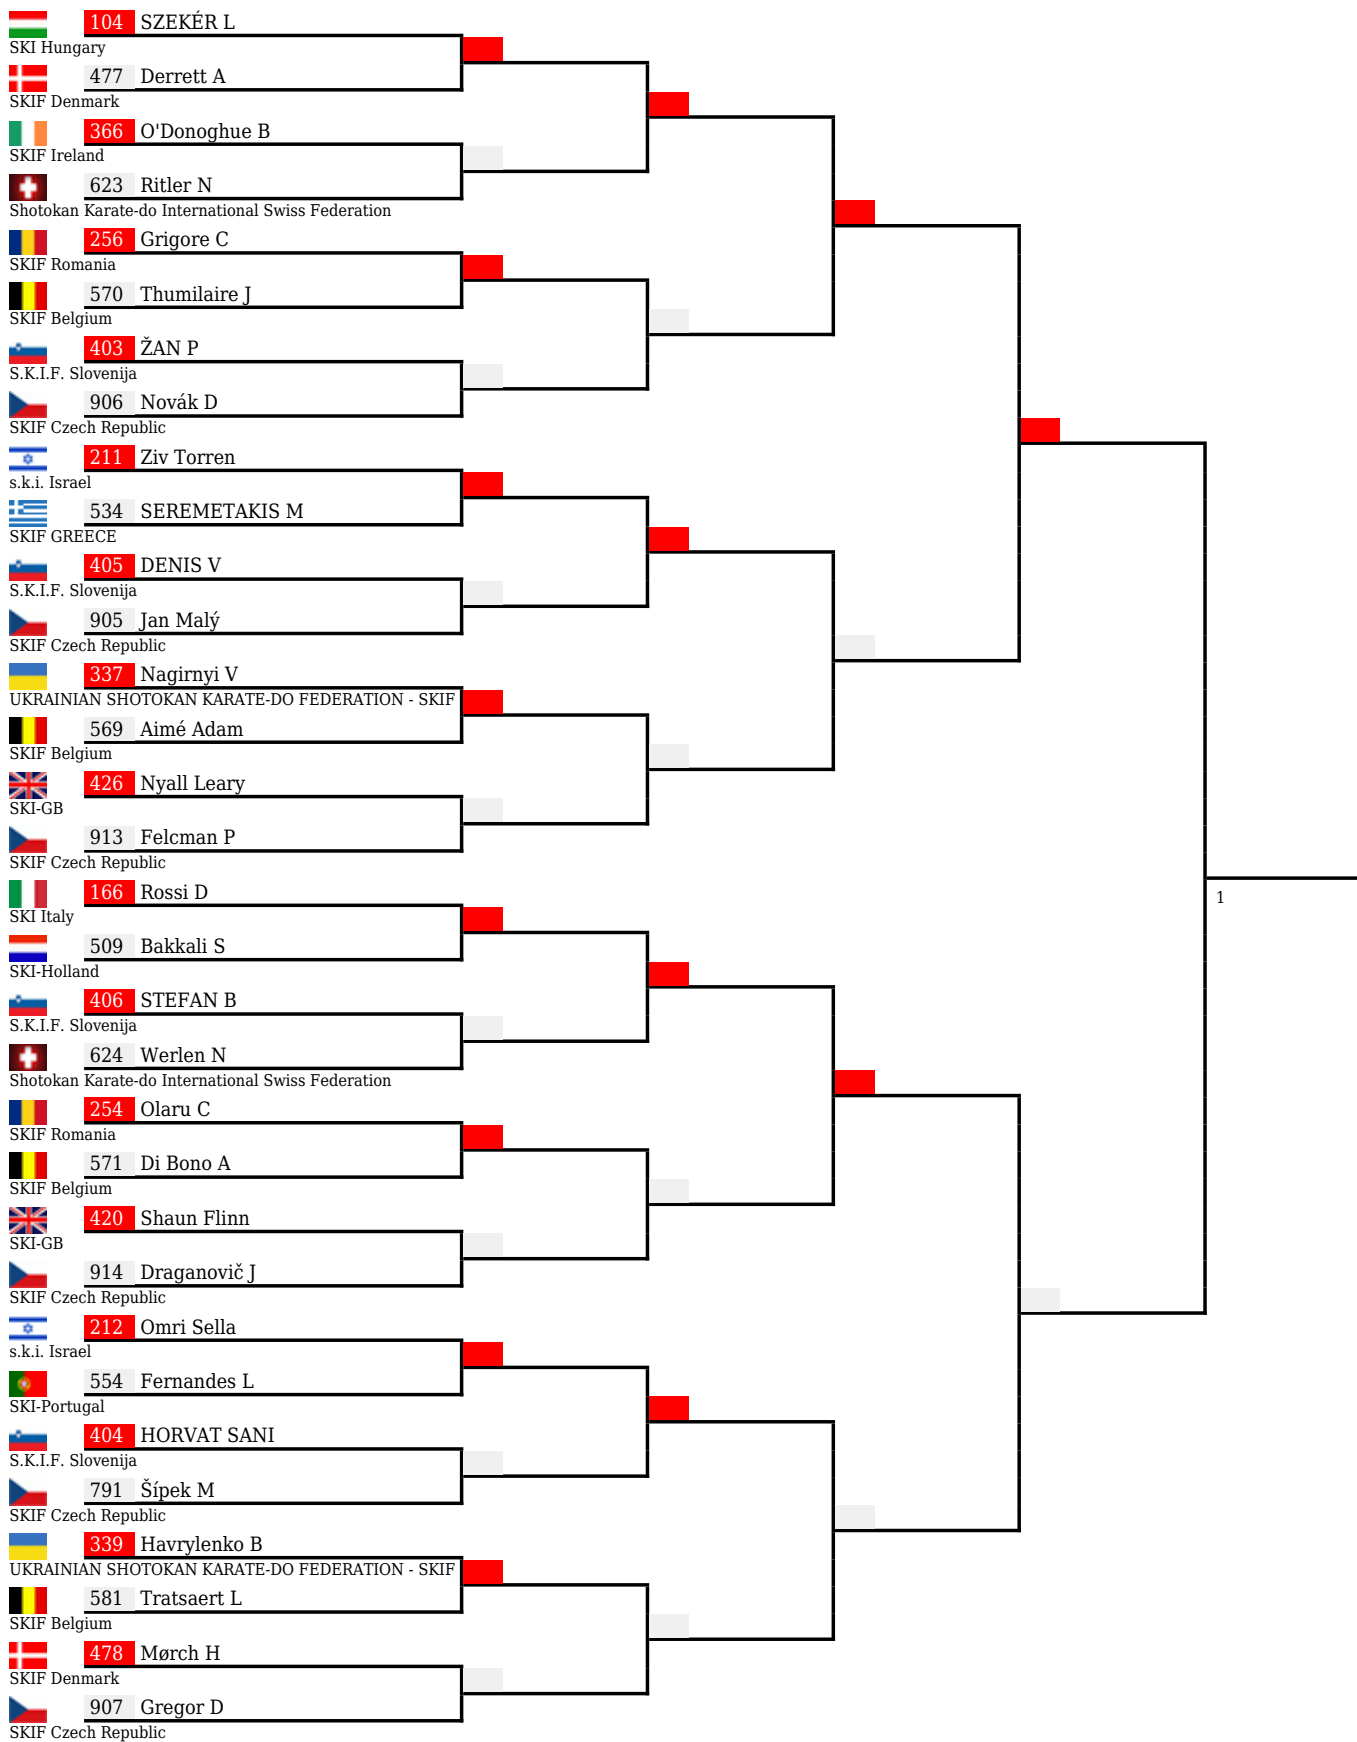 104 SZEKÉR L
SKI Hungary
477 Derrett A
SKIF Denmark
366 O'Donoghue B
SKIF Ireland
623 Ritler N
Shotokan Karate-do International Swiss Federation
256 Grigore C
SKIF Romania
570 Thumilaire J
SKIF Belgium
403 ŽAN P
S.K.I.F. Slovenija
906 Novák D
SKIF Czech Republic
211 Ziv Torren
s.k.i. Israel
534 SEREMETAKIS M
SKIF GREECE
405 DENIS V
S.K.I.F. Slovenija
905 Jan Malý
SKIF Czech Republic
337 Nagirnyi V
UKRAINIAN SHOTOKAN KARATE-DO FEDERATION - SKIF
569 Aimé Adam
SKIF Belgium
426 Nyall Leary
SKI-GB
913 Felcman P
SKIF Czech Republic
166 Rossi D
1
SKI Italy
509 Bakkali S
SKI-Holland
406 STEFAN B
S.K.I.F. Slovenija
624 Werlen N
Shotokan Karate-do International Swiss Federation
254 Olaru C
SKIF Romania
571 Di Bono A
SKIF Belgium
420 Shaun Flinn
SKI-GB
914 Draganovič J
SKIF Czech Republic
212 Omri Sella
s.k.i. Israel
554 Fernandes L
SKI-Portugal
404 HORVAT SANI
S.K.I.F. Slovenija
791 Šípek M
SKIF Czech Republic
339 Havrylenko B
UKRAINIAN SHOTOKAN KARATE-DO FEDERATION - SKIF
581 Tratsaert L
SKIF Belgium
478 Mørch H
SKIF Denmark
907 Gregor D
SKIF Czech Republic